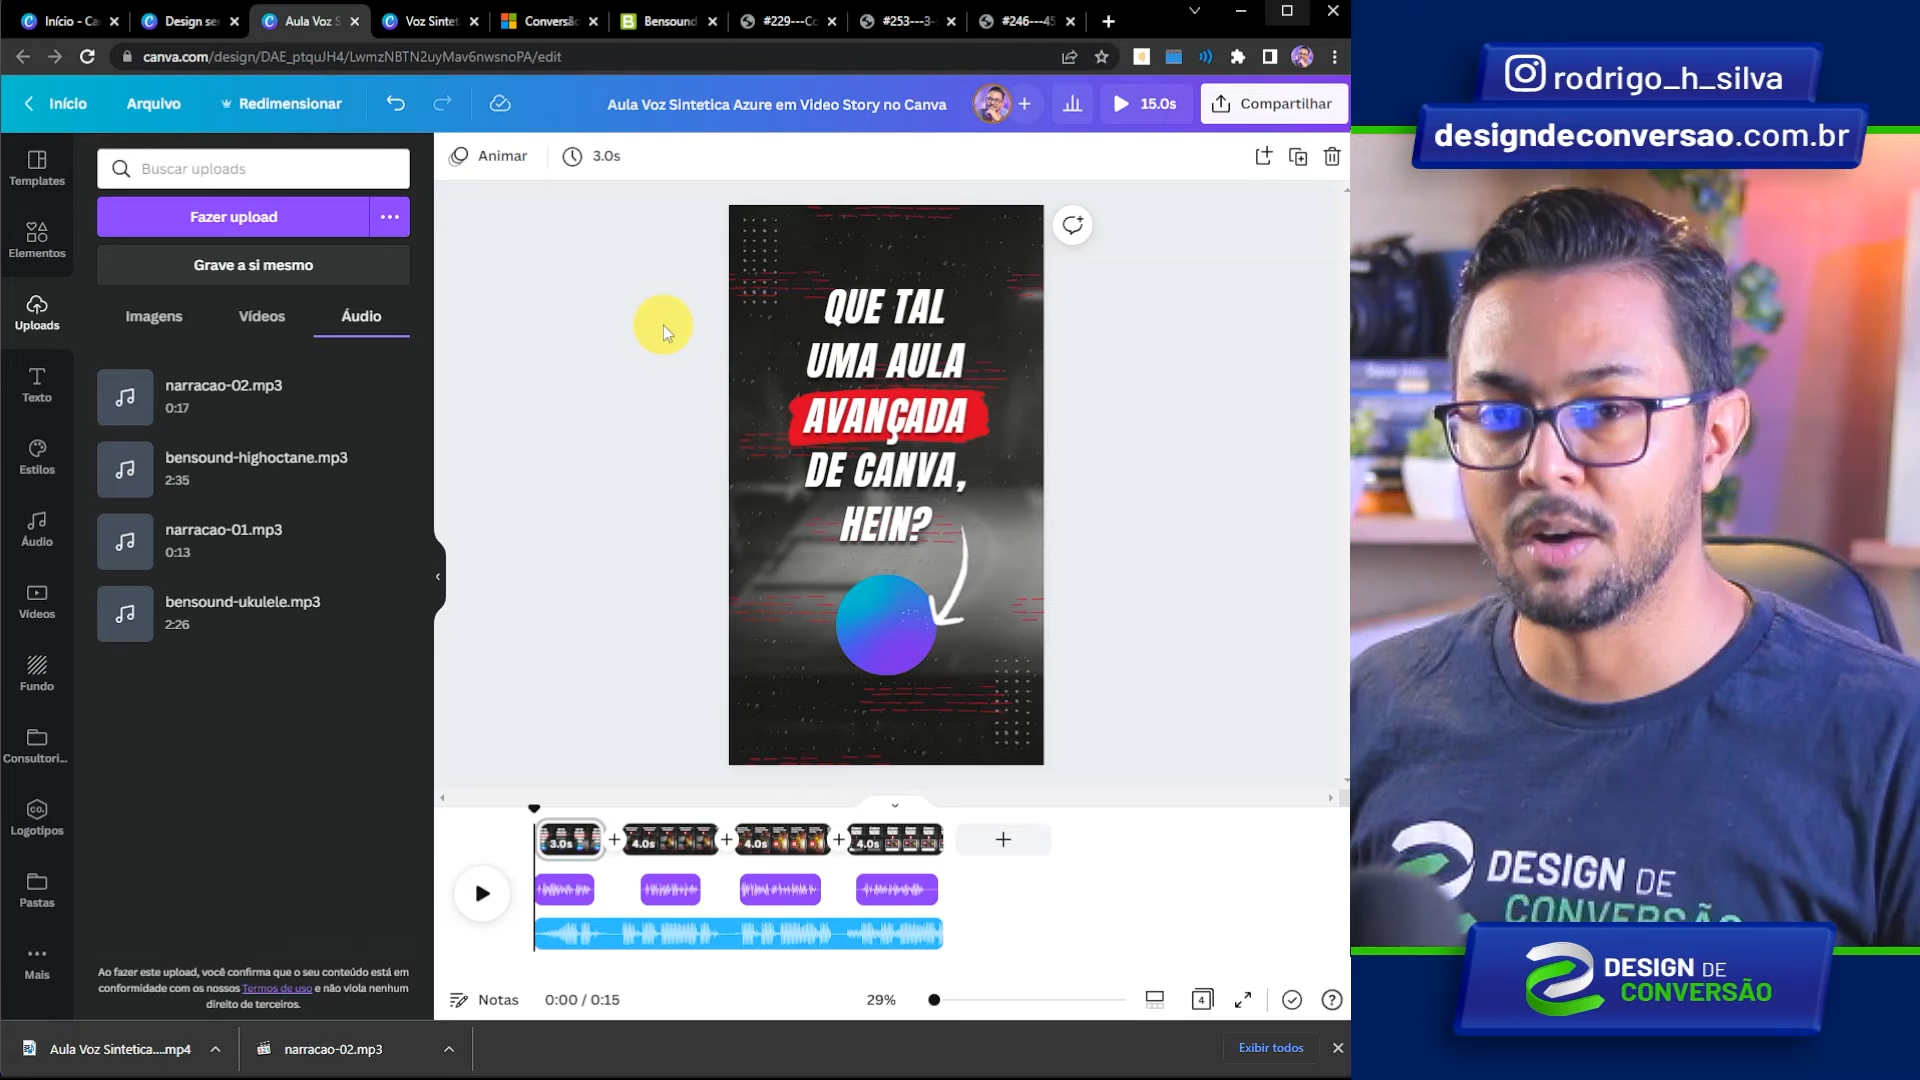 Início - Ca
Design se
Aula Voz S
Voz Sintet
Conversão
Bensound
#229---Co
#253---3-
#246---45
canva.com/design/DAE_ptquJH4/LwmzNBTN2uyMav6nwsnoPA/edit
Início
Arquivo
Redimensionar
Aula Voz Sintetica Azure em Video Story no Canva
15.0s
Compartilhar
Templates
Elementos
Uploads
Texto
Estilos
Áudio
Vídeos
Fundo
Consultori...
Logotipos
Pastas
Mais
Buscar uploads
Fazer upload
Grave a si mesmo
Imagens
Vídeos
Áudio
narracao-02.mp3
0:17
bensound-highoctane.mp3
2:35
narracao-01.mp3
0:13
bensound-ukulele.mp3
2:26
Ao fazer este upload, você confirma que o seu conteúdo está em
conformidade com os nossos Termos de uso e não viola nenhum
direito de terceiros.
Animar
3.0s
QUE TAL
UMA AULA
AVANÇADA
DE CANVA,
HEIN?
3.0s
4.0s
4.0s
4.0s
Notas
0:00 / 0:15
29%
4
Aula Voz Sintetica....mp4
narracao-02.mp3
Exibir todos
rodrigo_h_silva
designdeconversao.com.br
DESIGN DE
CONVERSÃO
DESIGN DE
CONVERSÃO